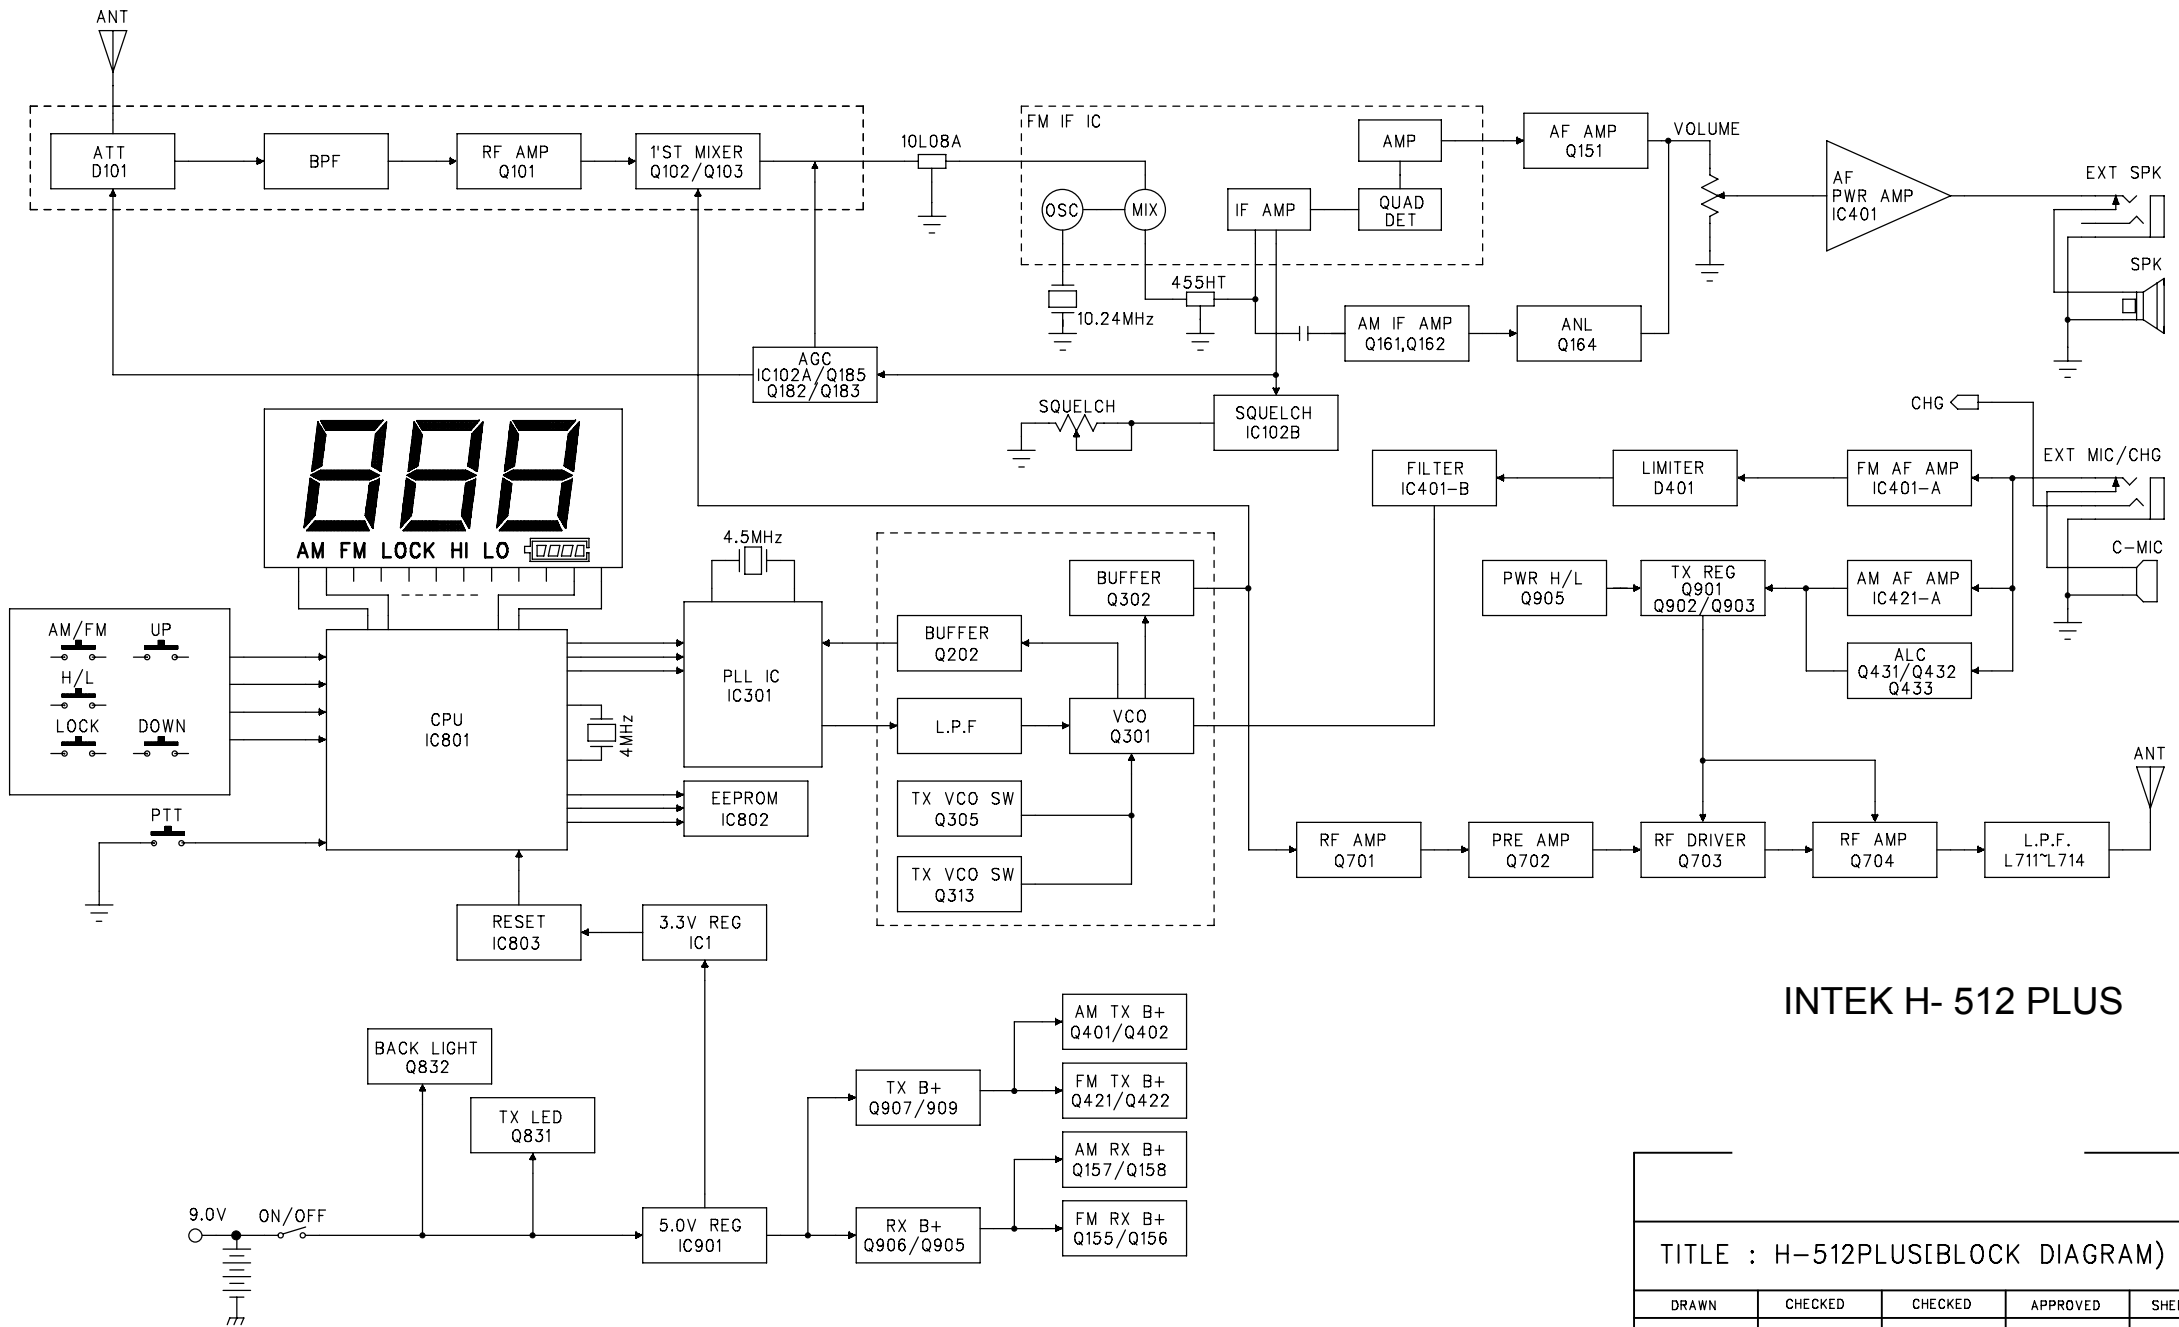 ANT
ATT
D101
BPF
RF AMP
Q101
1'ST MIXER
Q102/Q103
10L08A
FM IF IC
OSC
MIX
IF AMP
AMP
QUAD
DET
AF AMP
Q151
VOLUME
AF
PWR AMP
IC401
EXT SPK
SPK
10.24MHz
455HT
AM IF AMP
Q161,Q162
ANL
Q164
AGC
IC102A/Q185
Q182/Q183
SQUELCH
SQUELCH
IC102B
CHG
EXT MIC/CHG
C-MIC
FILTER
IC401-B
LIMITER
D401
FM AF AMP
IC401-A
PWR H/L
Q905
TX REG
Q901
Q902/Q903
AM AF AMP
IC421-A
ALC
Q431/Q432
Q433
888
AM FM LOCK HI LO
4.5MHz
AM/FM
UP
H/L
LOCK
DOWN
PTT
CPU
IC801
4MHz
PLL IC
IC301
EEPROM
IC802
BUFFER
Q302
BUFFER
Q202
L.P.F
VCO
Q301
TX VCO SW
Q305
TX VCO SW
Q313
RF AMP
Q701
PRE AMP
Q702
RF DRIVER
Q703
RF AMP
Q704
L.P.F.
L711~L714
ANT
RESET
IC803
3.3V REG
IC1
INTEK H- 512 PLUS
BACK LIGHT
Q832
TX LED
Q831
9.0V
ON/OFF
5.0V REG
IC901
TX B+
Q907/909
RX B+
Q906/Q905
AM TX B+
Q401/Q402
FM TX B+
Q421/Q422
AM RX B+
Q157/Q158
FM RX B+
Q155/Q156
TITLE : H-512PLUS[BLOCK DIAGRAM)
DRAWN CHECKED CHECKED APPROVED